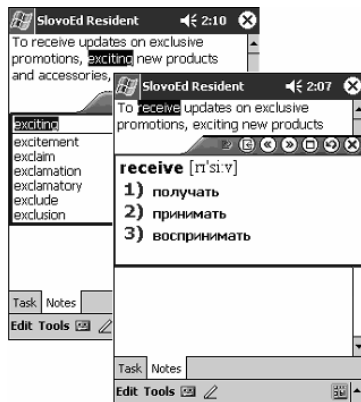 SlovoEd Resident 2:10
To receive updates on exclusive
promotions, exciting new products
and accessories,
exciting
excitement
exclaim
exclamation
exclamatory
exclude
exclusion
Task Notes
Edit Tools
SlovoEd Resident 2:07
To receive updates on exclusive
promotions, exciting new products
receive [rɪ'si:v]
1) получать
2) принимать
3) воспринимать
Task Notes
Edit Tools